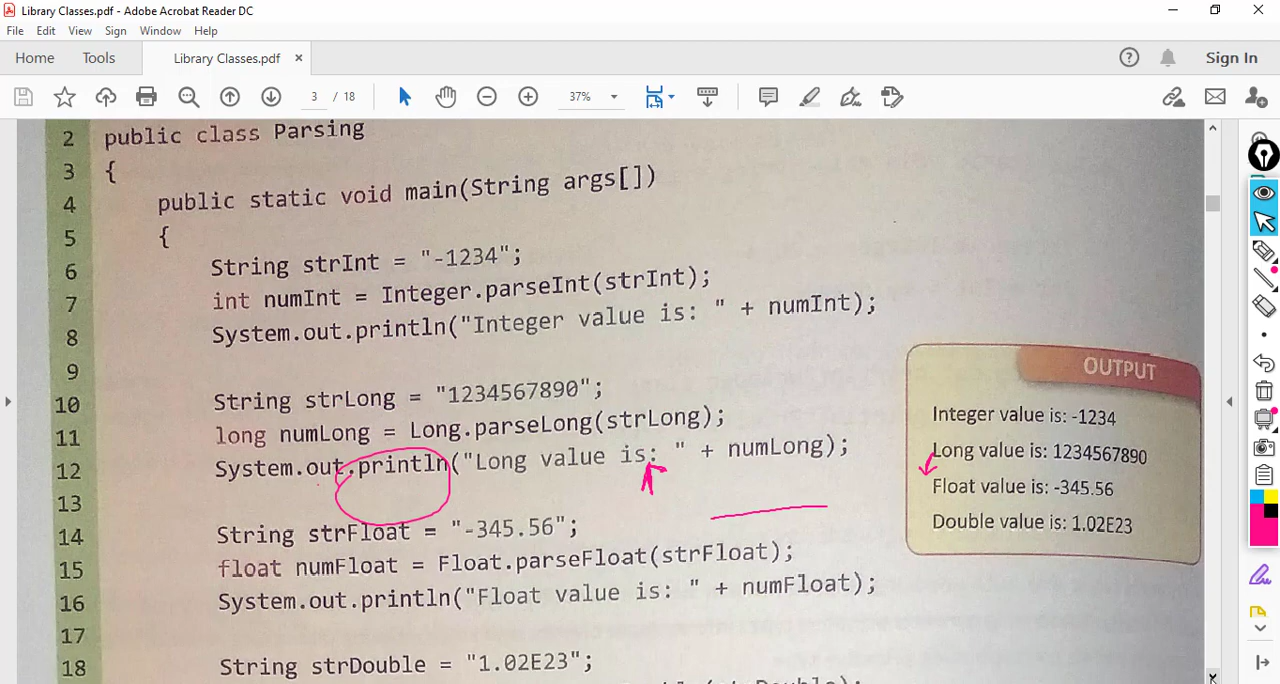 Library Classes.pdf - Adobe Acrobat Reader DC
File Edit View Sign Window Help
Home Tools Library Classes.pdf × Sign In
3 / 18 37%
2 public class Parsing
3 {
4 public static void main(String args[])
5 {
6 String strInt = "-1234";
7 int numInt = Integer.parseInt(strInt);
8 System.out.println("Integer value is: " + numInt);
9
10 String strLong = "1234567890";
11 long numLong = Long.parseLong(strLong);
12 System.out.println("Long value is: " + numLong);
13
14 String strFloat = "-345.56";
15 float numFloat = Float.parseFloat(strFloat);
16 System.out.println("Float value is: " + numFloat);
17
18 String strDouble = "1.02E23";
OUTPUT
Integer value is: -1234
Long value is: 1234567890
Float value is: -345.56
Double value is: 1.02E23